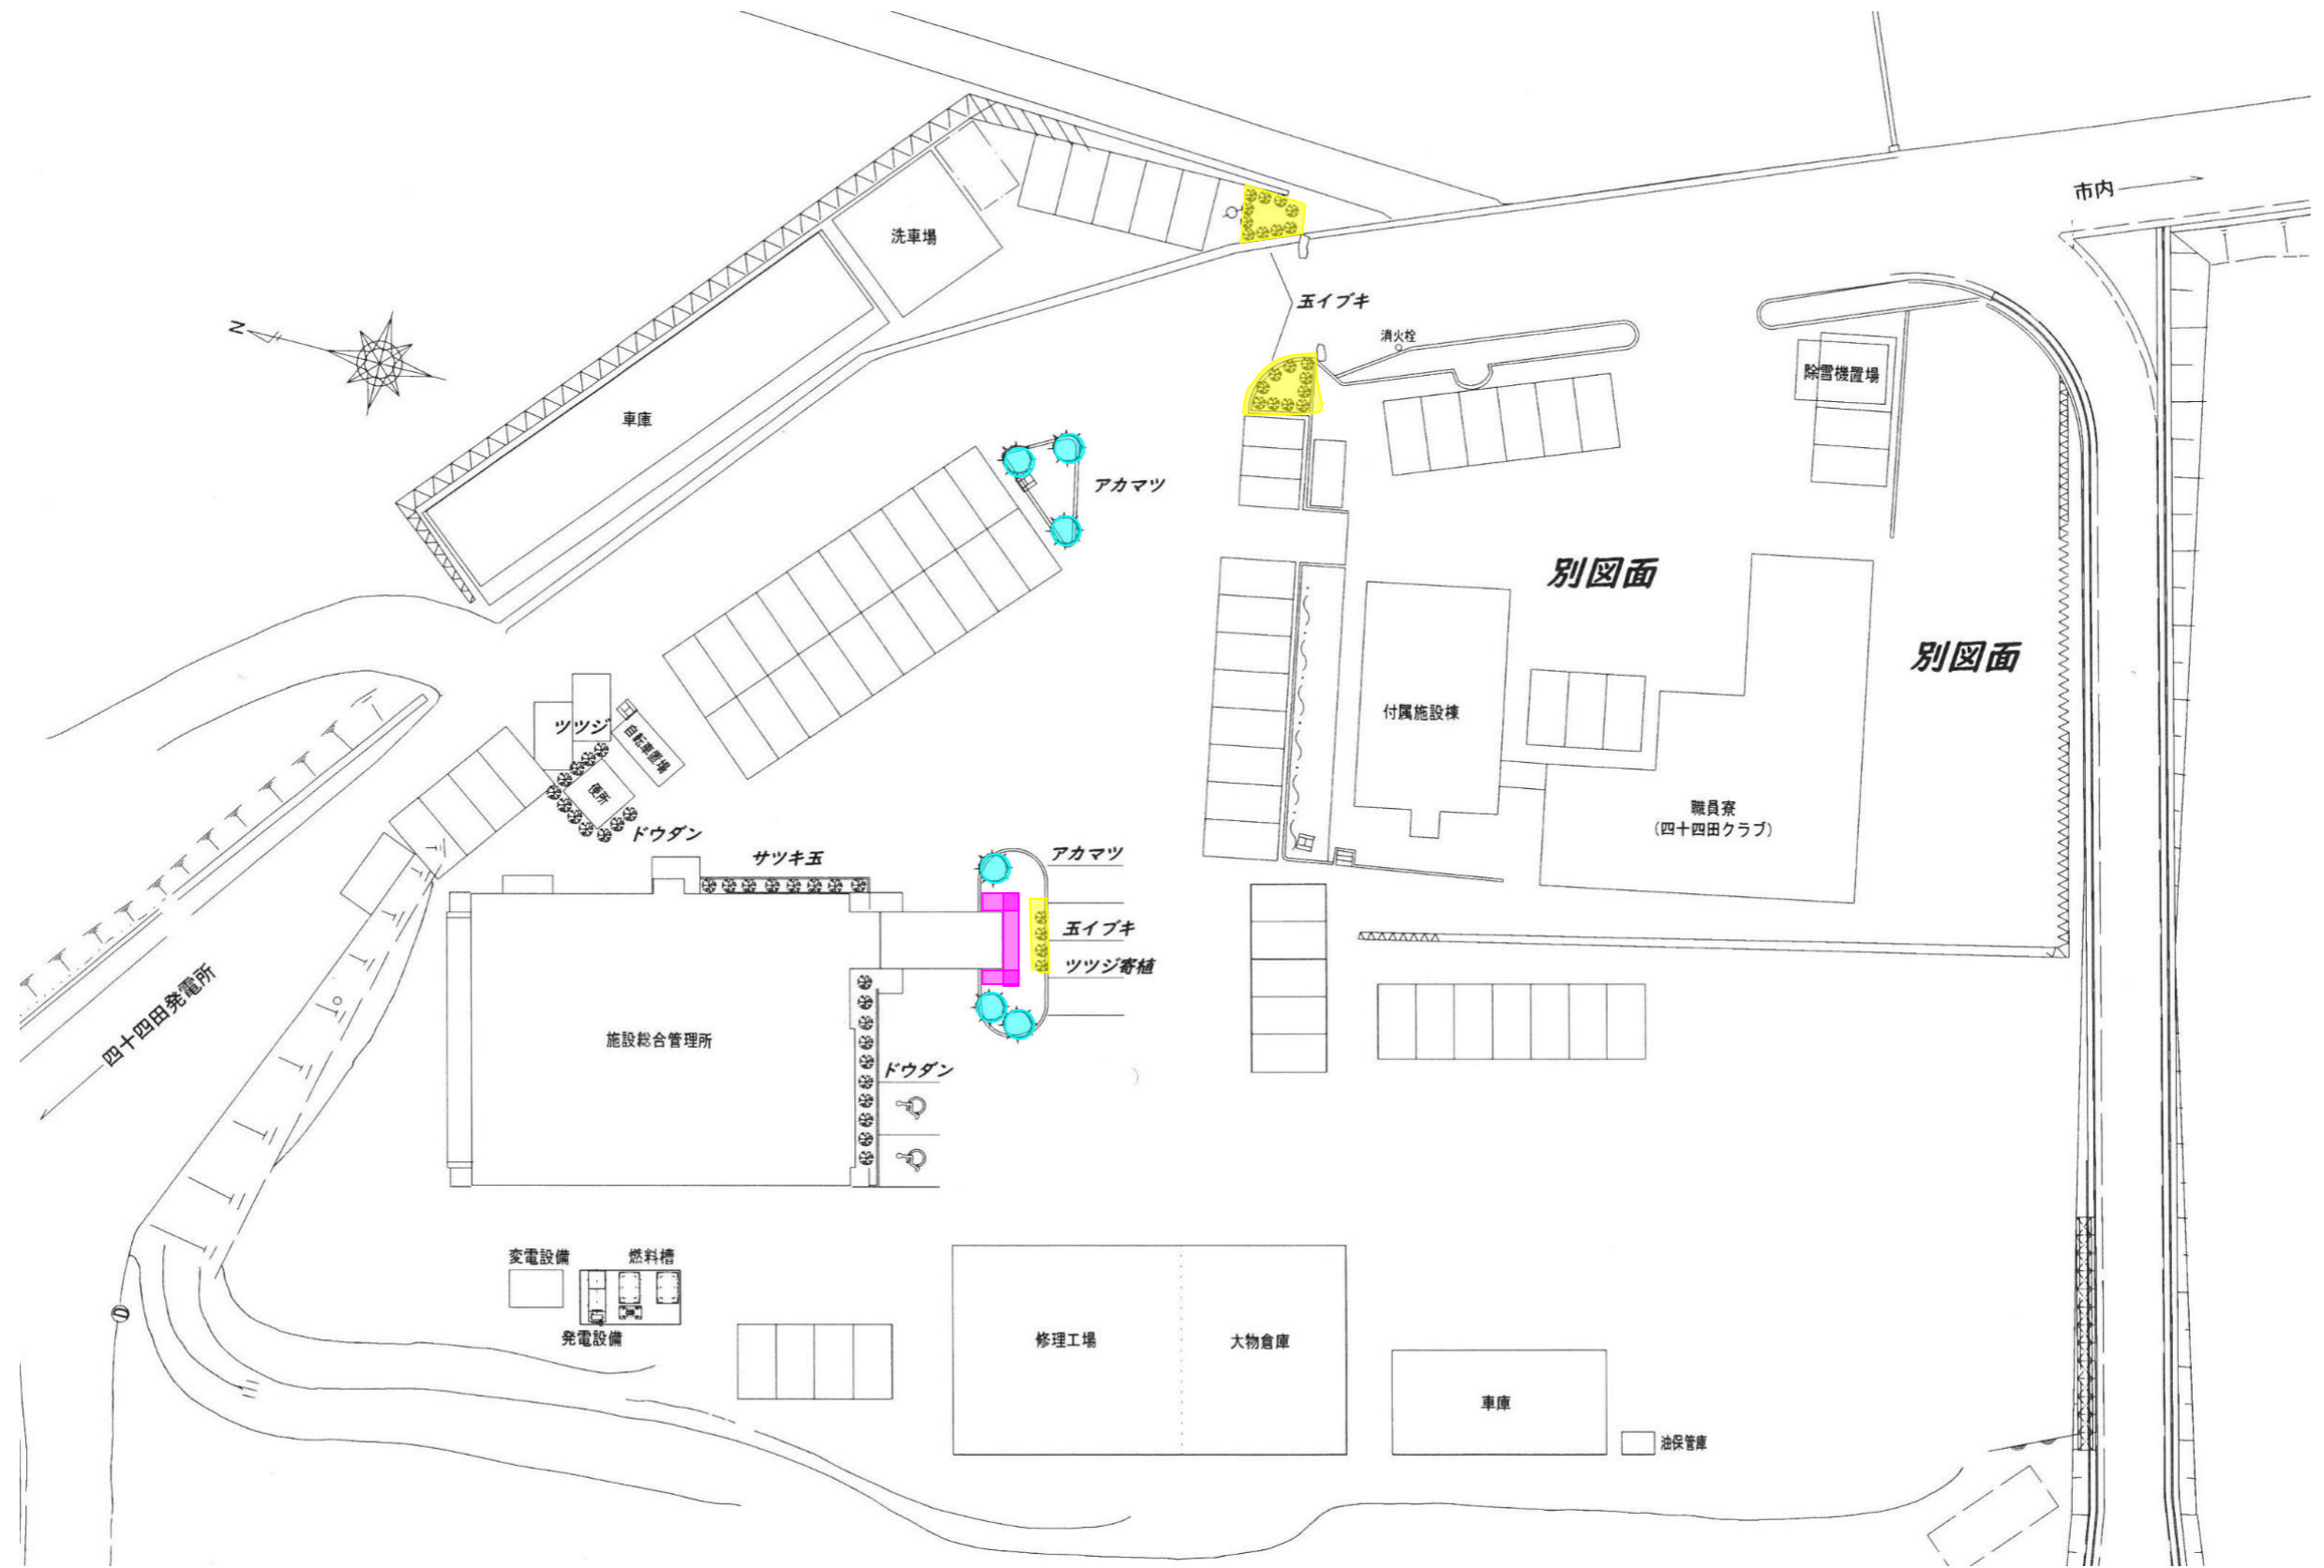 市内
洗車場
玉イブキ
N
消火栓
除雪機置場
車庫
アカマツ
別図面
別図面
付属施設棟
ツツジ
自転車置場
便所
ドウダン
職員寮
(四十四田クラブ)
サツキ玉
アカマツ
玉イブキ
ツツジ寄植
四十四田発電所
施設総合管理所
ドウダン
変電設備
燃料槽
発電設備
修理工場
大物倉庫
車庫
油保管庫